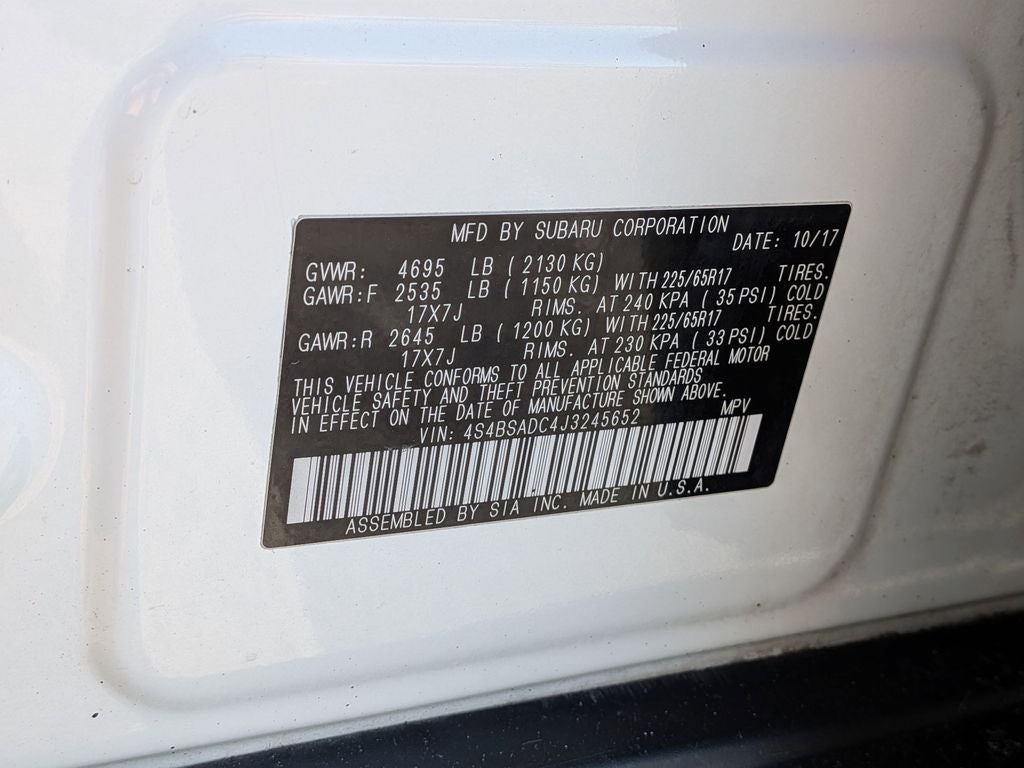 MFD BY SUBARU CORPORATION
DATE: 10/17
GVWR: 4695 LB ( 2130 KG)
GAWR:F 2535 LB ( 1150 KG) WITH 225/65R17 TIRES.
17X7J RIMS. AT 240 KPA ( 35 PSI) COLD
GAWR:R 2645 LB ( 1200 KG) WITH 225/65R17 TIRES.
17X7J RIMS. AT 230 KPA ( 33 PSI) COLD
THIS VEHICLE CONFORMS TO ALL APPLICABLE FEDERAL MOTOR
VEHICLE SAFETY AND THEFT PREVENTION STANDARDS
IN EFFECT ON THE DATE OF MANUFACTURE SHOWN ABOVE.
VIN: 4S4BSADC4J3245652 MPV
ASSEMBLED BY SIA INC. MADE IN U.S.A.